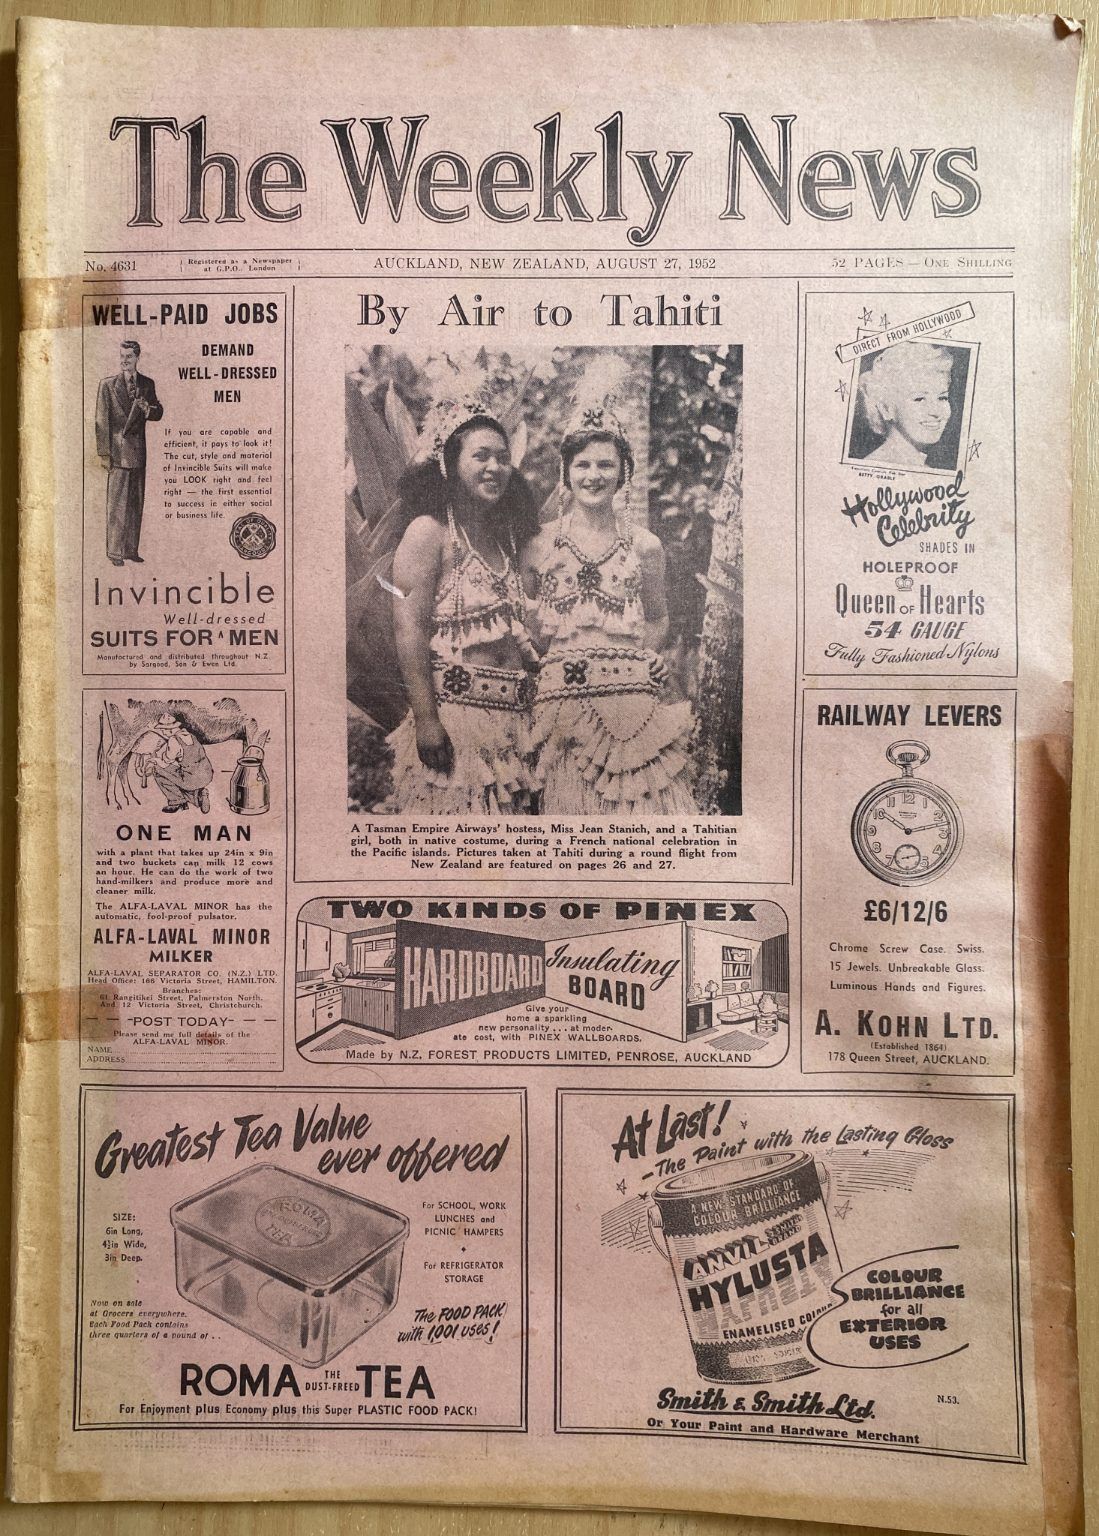 The Weekly News
No. 4631
Registered as a Newspaper
at G.P.O., London
AUCKLAND, NEW ZEALAND, AUGUST 27, 1952
52 PAGES — ONE SHILLING
WELL-PAID JOBS
DEMAND
WELL-DRESSED
MEN
If you are capable and
efficient, it pays to look it!
The cut, style and material
of Invincible Suits will make
you LOOK right and feel
right — the first essential
to success in either social
or business life.
Invincible
Well-dressed
SUITS FOR A MEN
Manufactured and distributed throughout N.Z.
by Sargood, Son & Ewen Ltd.
ONE MAN
with a plant that takes up 24in x 9in
and two buckets can milk 12 cows
an hour. He can do the work of two
hand-milkers and produce more and
cleaner milk.
The ALFA-LAVAL MINOR has the
automatic, fool-proof pulsator.
ALFA-LAVAL MINOR
MILKER
ALFA-LAVAL SEPARATOR CO. (N.Z.) LTD.
Head Office: 166 Victoria Street, HAMILTON.
Branches:
61 Rangitikei Street, Palmerston North.
And 12 Victoria Street, Christchurch.
— — -POST TODAY- — —
Please send me full details of the
ALFA-LAVAL MINOR.
NAME
ADDRESS
By Air to Tahiti
A Tasman Empire Airways' hostess, Miss Jean Stanich, and a Tahitian
girl, both in native costume, during a French national celebration in
the Pacific islands. Pictures taken at Tahiti during a round flight from
New Zealand are featured on pages 26 and 27.
TWO KINDS OF PINEX
HARDBOARD
Insulating
BOARD
Give your
home a sparkling
new personality . . . at moder-
ate cost, with PINEX WALLBOARDS.
Made by N.Z. FOREST PRODUCTS LIMITED, PENROSE, AUCKLAND
DIRECT FROM HOLLYWOOD
BETTY GRABLE
Hollywood
Celebrity
SHADES IN
HOLEPROOF
Queen OF Hearts
54 GAUGE
Fully Fashioned Nylons
RAILWAY LEVERS
£6/12/6
Chrome Screw Case. Swiss.
15 Jewels. Unbreakable Glass.
Luminous Hands and Figures.
A. KOHN LTD.
(Established 1864)
178 Queen Street, AUCKLAND.
Greatest Tea Value
ever offered
SIZE:
6in Long,
4½in Wide,
3in Deep.
ROMA
TEA
For SCHOOL, WORK
LUNCHES and
PICNIC HAMPERS
For REFRIGERATOR
STORAGE
Now on sale
at Grocers everywhere.
Each Food Pack contains
three quarters of a pound of . . .
The FOOD PACK
with 1,001 uses!
ROMA THE DUST-FREED TEA
For Enjoyment plus Economy plus this Super PLASTIC FOOD PACK!
At Last!
—The Paint with the Lasting Gloss
A NEW STANDARD OF
COLOUR BRILLIANCE
ANVIL BRAND
HYLUSTA
ENAMELISED COLOUR
COLOUR
BRILLIANCE
for all
EXTERIOR
USES
Smith & Smith Ltd.
N.53.
Or Your Paint and Hardware Merchant